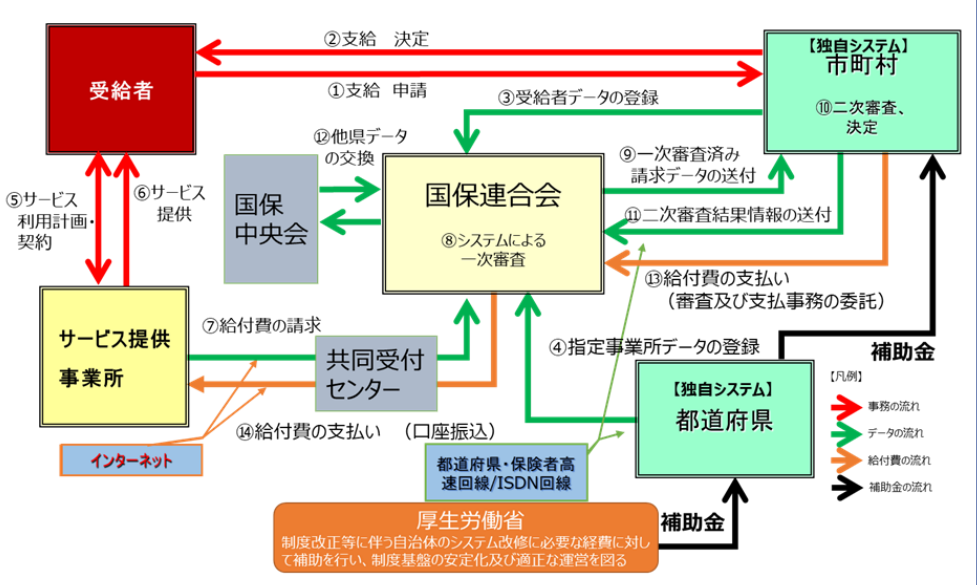 ②支給　決定
①支給　申請
受給者
【独自システム】
市町村
⑩二次審査、
決定
③受給者データの登録
⑫他県データ
の交換
⑨一次審査済み
請求データの送付
国保
中央会
国保連合会
⑧システムによる
一次審査
⑪二次審査結果情報の送付
⑤サービス
利用計画・
契約
⑥サービス
提供
⑬給付費の支払い
（審査及び支払事務の委託）
サービス提供
事業所
⑦給付費の請求
共同受付
センター
④指定事業所データの登録
補助金
【独自システム】
都道府県
【凡例】
事務の流れ
データの流れ
給付費の流れ
補助金の流れ
⑭給付費の支払い　（口座振込）
インターネット
都道府県・保険者高
速回線/ISDN回線
厚生労働省
制度改正等に伴う自治体のシステム改修に必要な経費に対し
て補助を行い、制度基盤の安定化及び適正な運営を図る
補助金